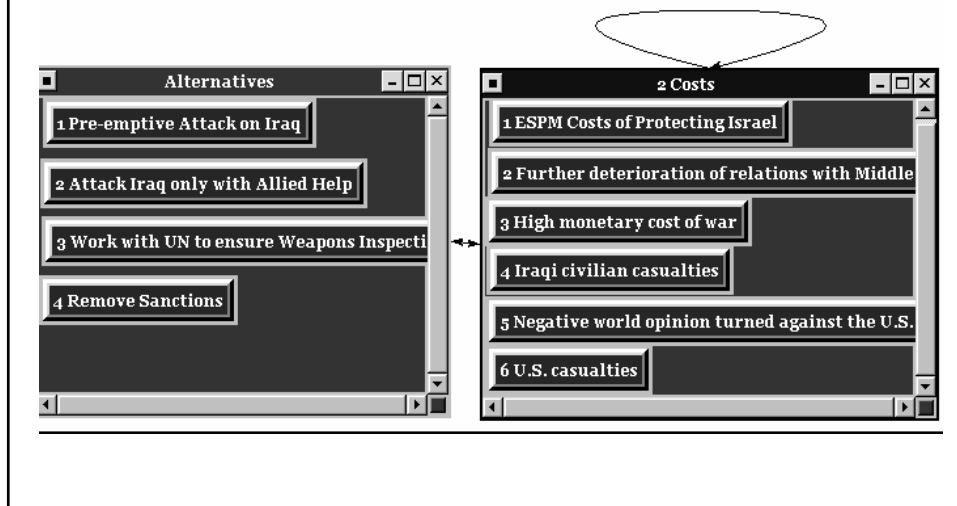 Alternatives
1 Pre-emptive Attack on Iraq
2 Attack Iraq only with Allied Help
3 Work with UN to ensure Weapons Inspecti
4 Remove Sanctions
2 Costs
1 ESPM Costs of Protecting Israel
2 Further deterioration of relations with Middle
3 High monetary cost of war
4 Iraqi civilian casualties
5 Negative world opinion turned against the U.S.
6 U.S. casualties